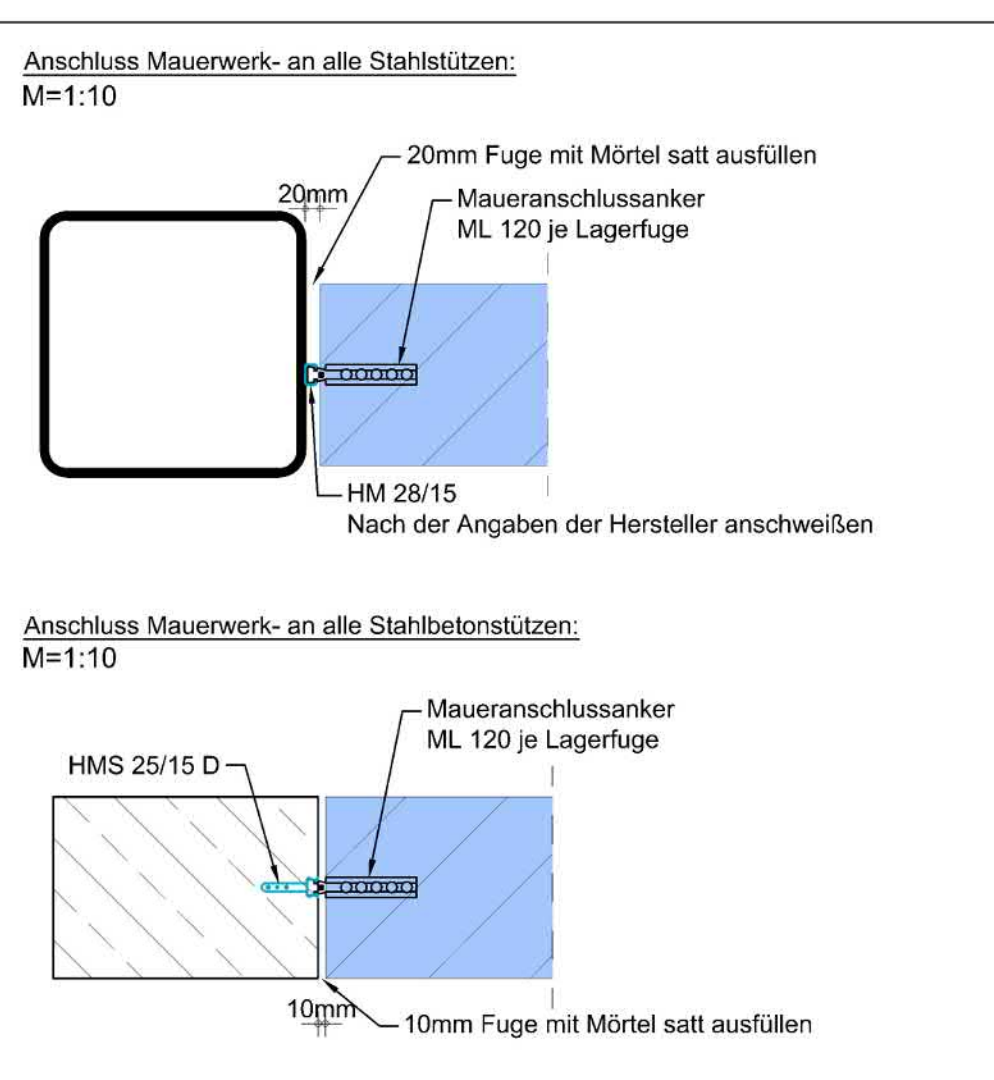 Anschluss Mauerwerk- an alle Stahlstützen:
M=1:10
20mm Fuge mit Mörtel satt ausfüllen
20mm
Maueranschlussanker
ML 120 je Lagerfuge
HM 28/15
Nach der Angaben der Hersteller anschweißen
Anschluss Mauerwerk- an alle Stahlbetonstützen:
M=1:10
Maueranschlussanker
ML 120 je Lagerfuge
HMS 25/15 D
10mm
10mm Fuge mit Mörtel satt ausfüllen